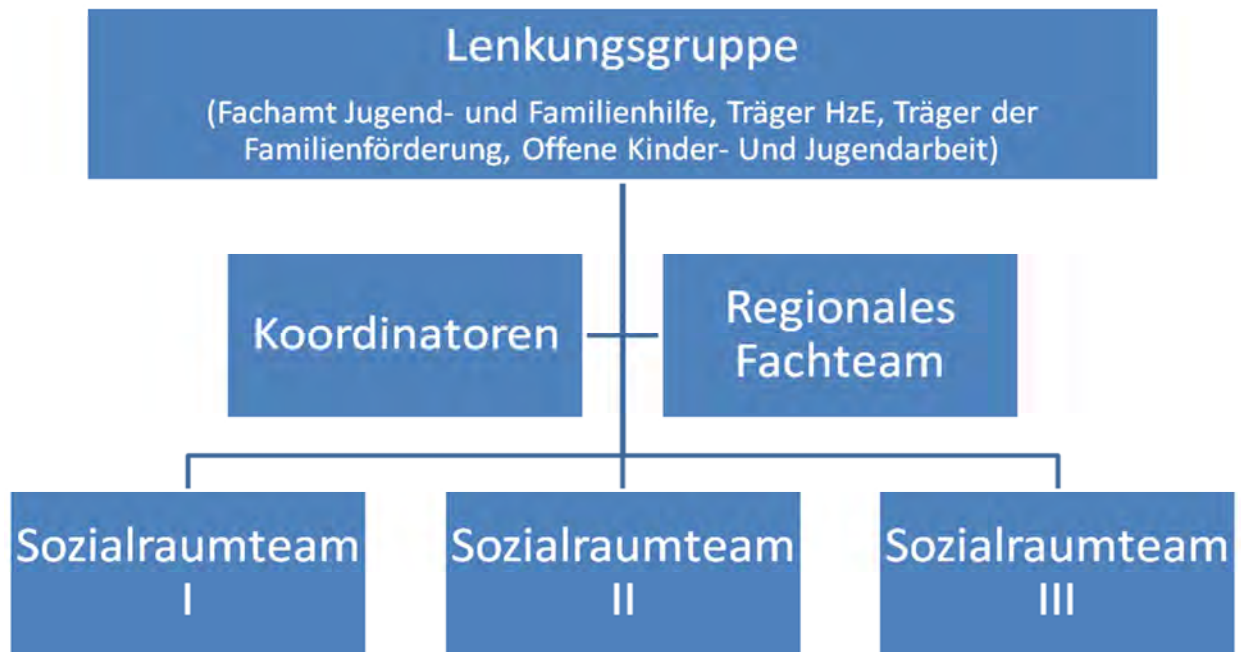 Lenkungsgruppe
(Fachamt Jugend- und Familienhilfe, Träger HzE, Träger der
Familienförderung, Offene Kinder- Und Jugendarbeit)
Koordinatoren
Regionales
Fachteam
Sozialraumteam
I
Sozialraumteam
II
Sozialraumteam
III